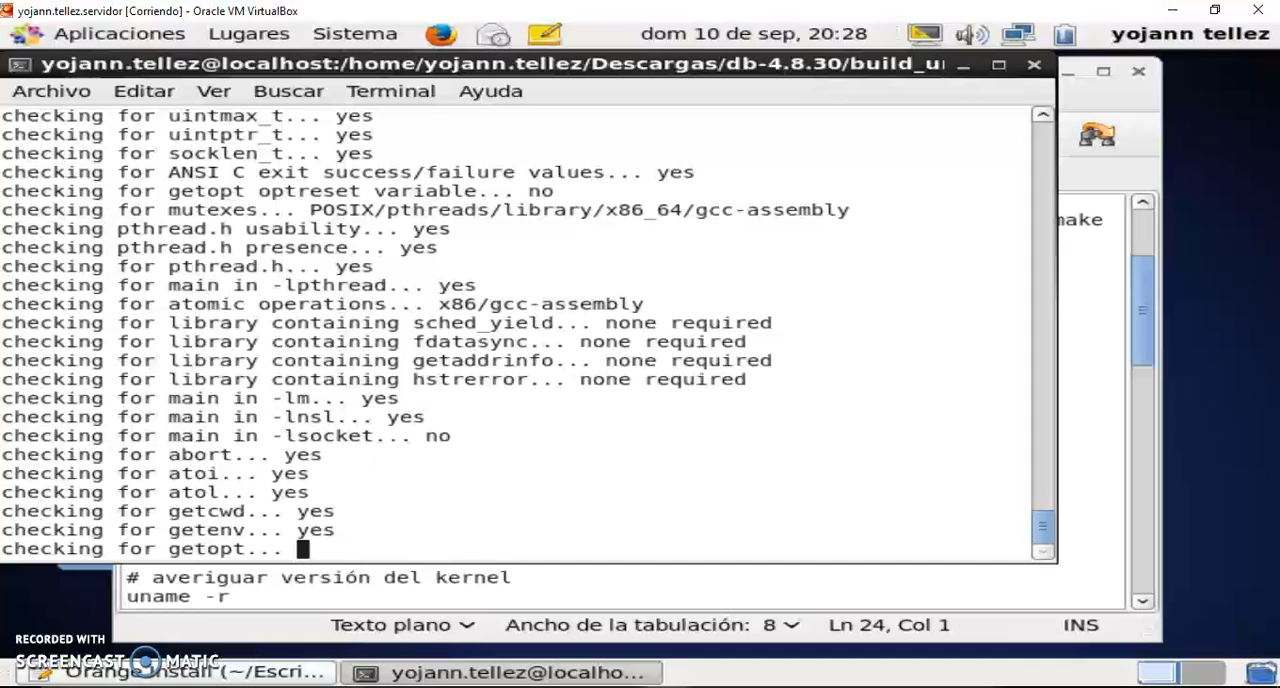 yojann.tellez.servidor [Corriendo] - Oracle VM VirtualBox
Aplicaciones Lugares Sistema dom 10 de sep, 20:28 yojann tellez
yojann.tellez@localhost:/home/yojann.tellez/Descargas/db-4.8.30/build_u
Archivo Editar Ver Buscar Terminal Ayuda
checking for uintmax_t... yes
checking for uintptr_t... yes
checking for socklen_t... yes
checking for ANSI C exit success/failure values... yes
checking for getopt optreset variable... no
checking for mutexes... POSIX/pthreads/library/x86_64/gcc-assembly
make
checking pthread.h usability... yes
checking pthread.h presence... yes
checking for pthread.h... yes
checking for main in -lpthread... yes
checking for atomic operations... x86/gcc-assembly
checking for library containing sched_yield... none required
checking for library containing fdatasync... none required
checking for library containing getaddrinfo... none required
checking for library containing hstrerror... none required
checking for main in -lm... yes
checking for main in -lnsl... yes
checking for main in -lsocket... no
checking for abort... yes
checking for atoi... yes
checking for atol... yes
checking for getcwd... yes
checking for getenv... yes
checking for getopt...
# averiguar versión del kernel
uname -r
Texto plano Ancho de la tabulación: 8 Ln 24, Col 1 INS
RECORDED WITH
SCREENCAST MATIC
Orange Install (~/Escri... yojann.tellez@localho...